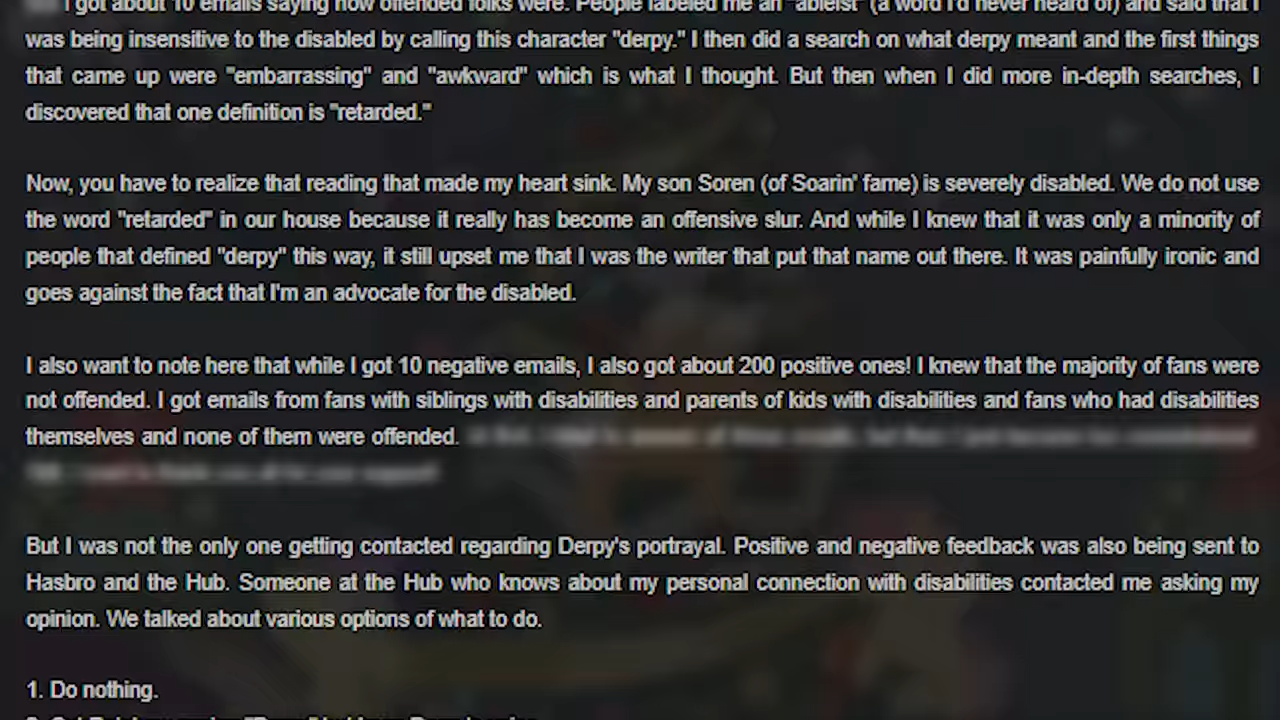 I got about 10 emails saying how offended folks were. People labeled me an "ableist" (a word I'd never heard of) and said that I
was being insensitive to the disabled by calling this character "derpy." I then did a search on what derpy meant and the first things
that came up were "embarrassing" and "awkward" which is what I thought. But then when I did more in-depth searches, I
discovered that one definition is "retarded."
Now, you have to realize that reading that made my heart sink. My son Soren (of Soarin' fame) is severely disabled. We do not use
the word "retarded" in our house because it really has become an offensive slur. And while I knew that it was only a minority of
people that defined "derpy" this way, it still upset me that I was the writer that put that name out there. It was painfully ironic and
goes against the fact that I'm an advocate for the disabled.
I also want to note here that while I got 10 negative emails, I also got about 200 positive ones! I knew that the majority of fans were
not offended. I got emails from fans with siblings with disabilities and parents of kids with disabilities and fans who had disabilities
themselves and none of them were offended.
But I was not the only one getting contacted regarding Derpy's portrayal. Positive and negative feedback was also being sent to
Hasbro and the Hub. Someone at the Hub who knows about my personal connection with disabilities contacted me asking my
opinion. We talked about various options of what to do.
1. Do nothing.